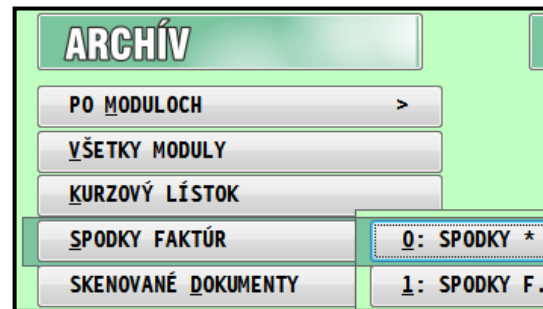 ARCHÍV
PO MODULOCH >
VŠETKY MODULY
KURZOVÝ LÍSTOK
SPODKY FAKTÚR
0: SPODKY *
SKENOVANÉ DOKUMENTY
1: SPODKY F.